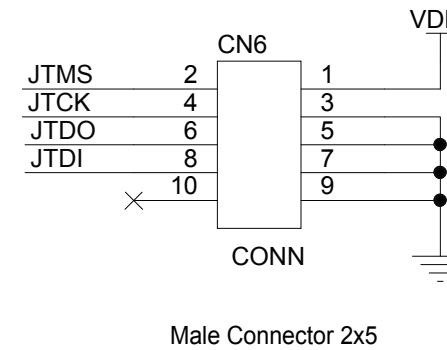 VD
CN6
JTMS 2 1
JTCK 4 3
JTDO 6 5
JTDI 8 7
10 9
CONN
Male Connector 2x5